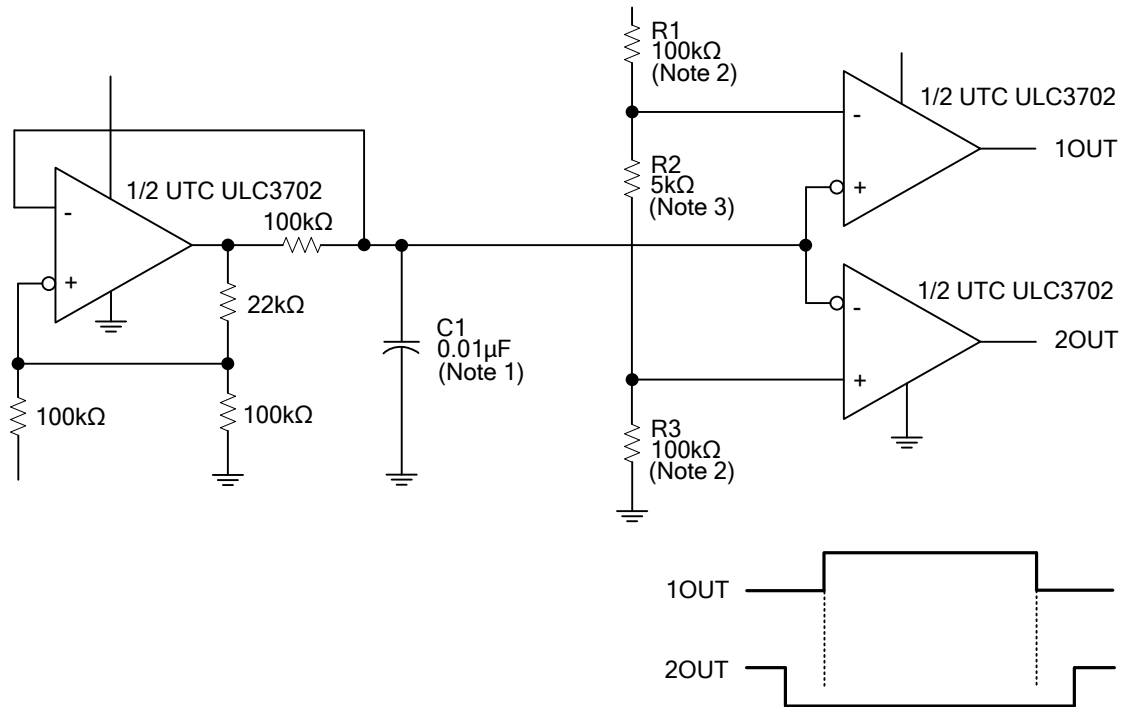 R1
100kΩ
(Note 2)
1/2 UTC ULC3702
-
+
1OUT
1/2 UTC ULC3702
-
+
100kΩ
22kΩ
100kΩ
100kΩ
R2
5kΩ
(Note 3)
C1
0.01µF
(Note 1)
1/2 UTC ULC3702
-
+
2OUT
R3
100kΩ
(Note 2)
1OUT
2OUT